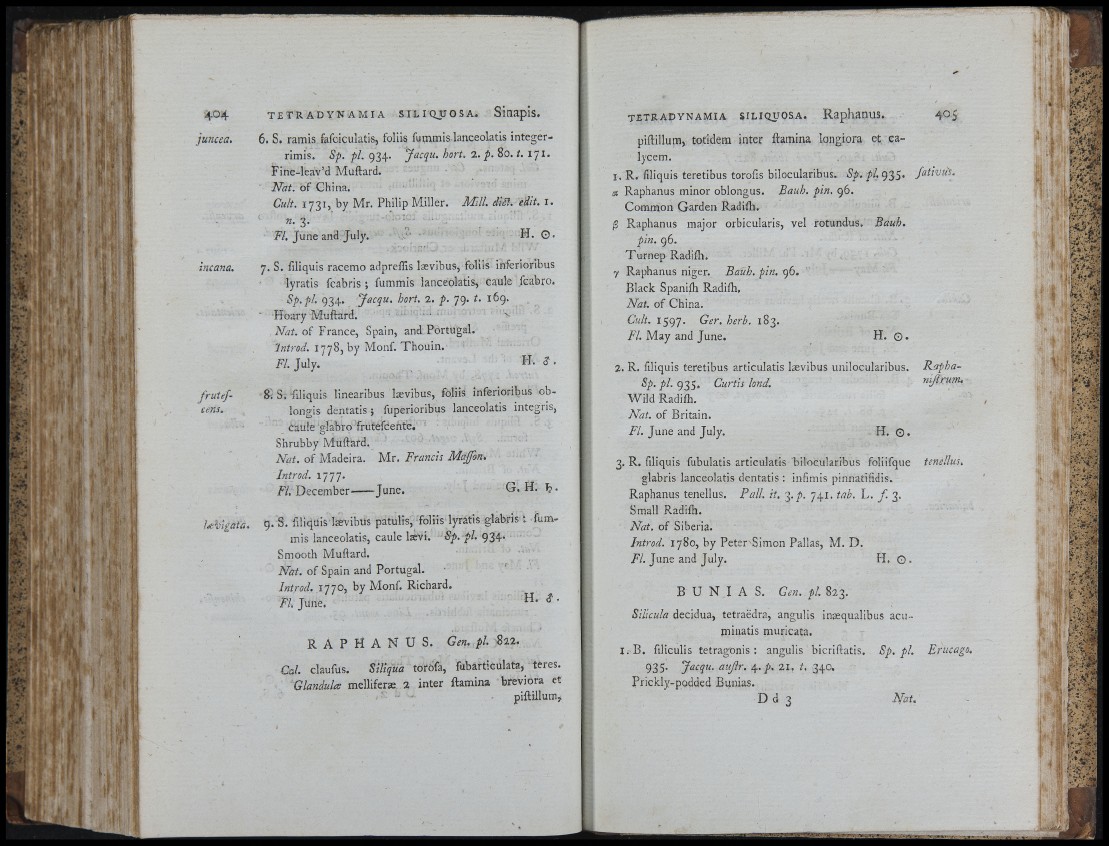 404 TETRADYNAMIA SILIQUOSA. Sinapis.
juncea. 6. S. ramis faſciculatis, foliis ſummis lanceolatis integer-
rimis. Sp. pl. 934. Jacqu. hort. 2. p. 80. t. 171.
Fine-leav'd Muſtard.
Nat. of China.
Cult. 1731, by Mr. Philip Miller. Mill. dict. edit. 1.
n. 3.
Fl. June and July. H. ☉.
incana. 7. S. ſiliquis racemo adpreſſis lævibus, foliis inferioribus
lyratis ſcabris; ſummis lanceolatis, caule ſcabro.
Sp. pl. 934. Jacqu. hort. 2. p. 79. t. 169.
Hoary Muſtard.
Nat. of France, Spain, and Portugal.
Introd. 1778, by Monſ. Thouin.
Fl. July. H. ♂.
fruteſ-
cens. 8. S. ſiliquis linearibus lævibus, foliis inferioribus ob-
longis dentatis; ſuperioribus lanceolatis integris,
caule glabro fruteſcente.
Shrubby Muſtard.
Nat. of Madeira. Mr. Francis Maſſon.
Introd. 1777.
Fl. December——June. G. H. ♄.
lævigata. 9. S. ſiliquis lævibus patulis, foliis lyratis glabris: ſum-
mis lanceolatis, caule lævi. Sp. pl. 934.
Smooth Muſtard.
Nat. of Spain and Portugal.
Introd. 1770, by Monſ. Richard.
Fl. June. H. ♂.
RAPHANUS. Gen. pl. 822.
Cal. clauſus. Siliqua toroſa, ſubarticulata, teres.
Glandulæ melliferæ 2 inter ſtamina breviora et
piſtillum,
TETRADYNAMIA SILIQUOSA. Raphanus. 405
piſtillum, totidem inter ſtamina longiora et ca-
lycem.
1. R. ſiliquis teretibus toroſis bilocularibus. Sp. pl. 935. ſativus.
α Raphanus minor oblongus. Bauh. pin. 96.
Common Garden Radiſh.
β Raphanus major orbicularis, vel rotundus. Bauh.
pin. 96.
Turnep Radiſh.
γ Raphanus niger. Bauh. pin. 96.
Black Spaniſh Radiſh.
Nat. of China.
Cult. 1597. Ger. herb. 183.
Fl. May and June. H. ☉.
2. R. ſiliquis teretibus articulatis lævibus unilocularibus. Rapha-
Sp. pl. 935. Curtis lond. niſtrum.
Wild Radiſh.
Nat. of Britain.
Fl. June and July. H. ☉.
3. R. ſiliquis ſubulatis articulatis bilocularibus foliiſque tenellus.
glabris lanceolatis dentatis: infimis pinnatifidis.
Raphanus tenellus. Pall. it. 3. p. 741. tab. L. f. 3.
Small Radiſh.
Nat. of Siberia.
Introd. 1780, by Peter Simon Pallas, M. D.
Fl. June and July. H. ☉.
BUNIAS. Gen. pl. 823.
Silicula decidua, tetraëdra, angulis inæqualibus acu-
minatis muricata.
1. B. ſiliculis tetragonis: angulis bicriſtatis. Sp. pl. Erucago.
935. Jacqu. auſtr. 4. p. 21. t. 340.
Prickly-podded Bunias.
D d 3 Nat.